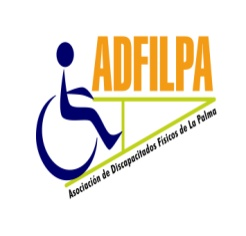 ADFILPA
Asociación de Discapacitados Físicos de La Palma